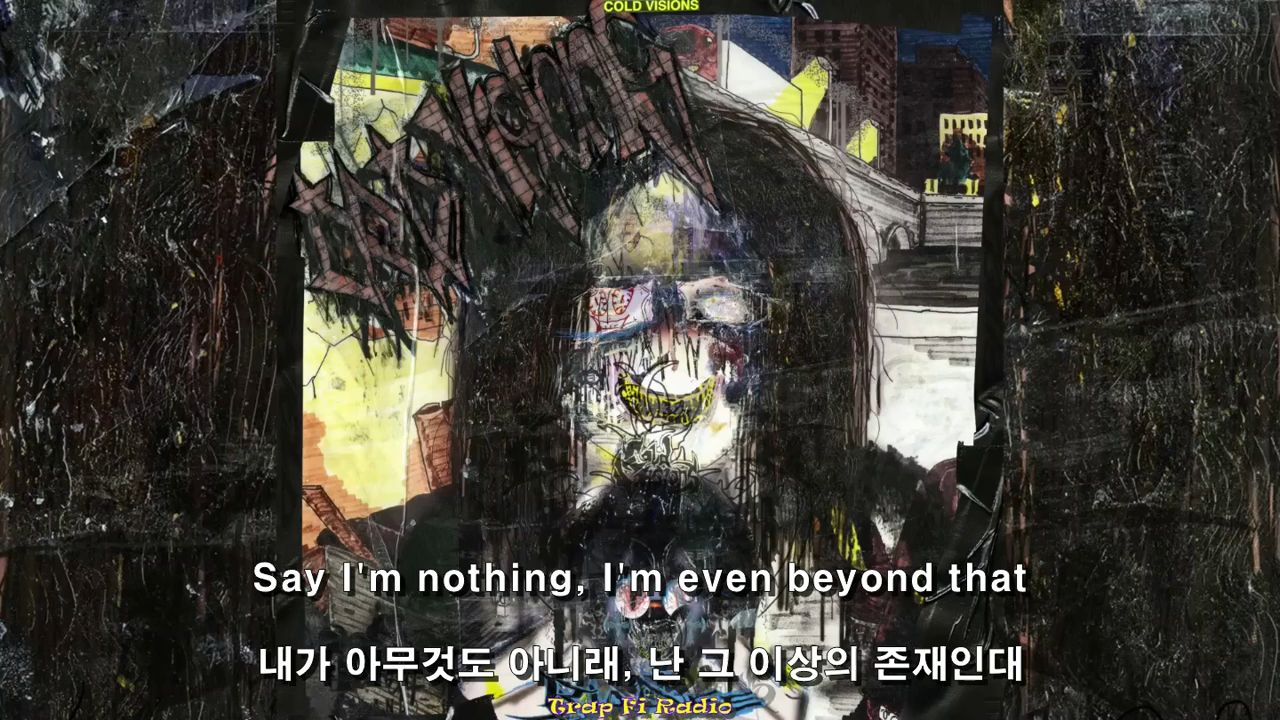 COLD VISIONS
Say I'm nothing, I'm even beyond that
내가 아무것도 아니래, 난 그 이상의 존재인대
Trap Fi Radio